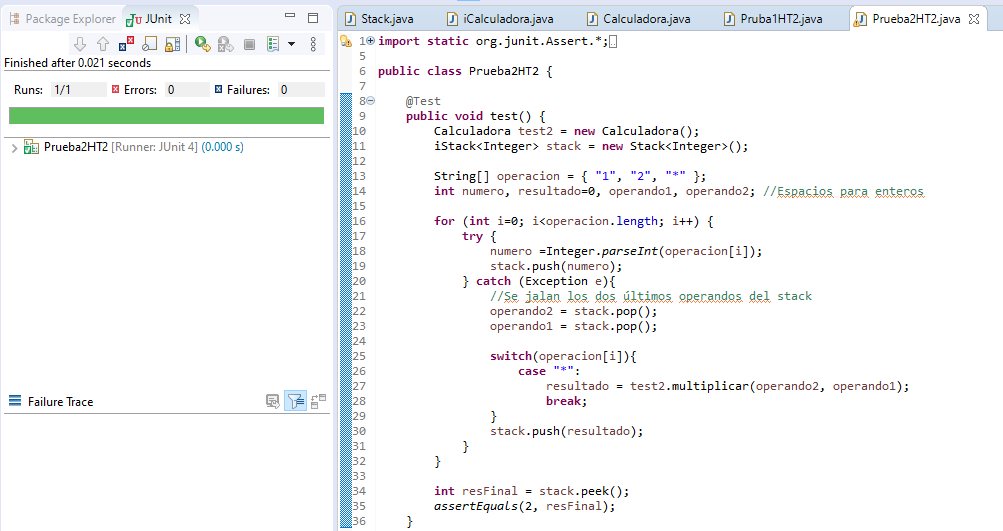 Package Explorer JUnit
Finished after 0.021 seconds
Runs: 1/1 Errors: 0 Failures: 0
Prueba2HT2 [Runner: JUnit 4] (0.000 s)
Failure Trace
Stack.java iCalculadora.java Calculadora.java Pruba1HT2.java Prueba2HT2.java
1 import static org.junit.Assert.*;
5
6 public class Prueba2HT2 {
7
8 @Test
9 public void test() {
10 Calculadora test2 = new Calculadora();
11 iStack<Integer> stack = new Stack<Integer>();
12
13 String[] operacion = { "1", "2", "*" };
14 int numero, resultado=0, operando1, operando2; //Espacios para enteros
15
16 for (int i=0; i<operacion.length; i++) {
17 try {
18 numero =Integer.parseInt(operacion[i]);
19 stack.push(numero);
20 } catch (Exception e){
21 //Se jalan los dos últimos operandos del stack
22 operando2 = stack.pop();
23 operando1 = stack.pop();
24
25 switch(operacion[i]){
26 case "*":
27 resultado = test2.multiplicar(operando2, operando1);
28 break;
29 }
30 stack.push(resultado);
31 }
32 }
33
34 int resFinal = stack.peek();
35 assertEquals(2, resFinal);
36 }